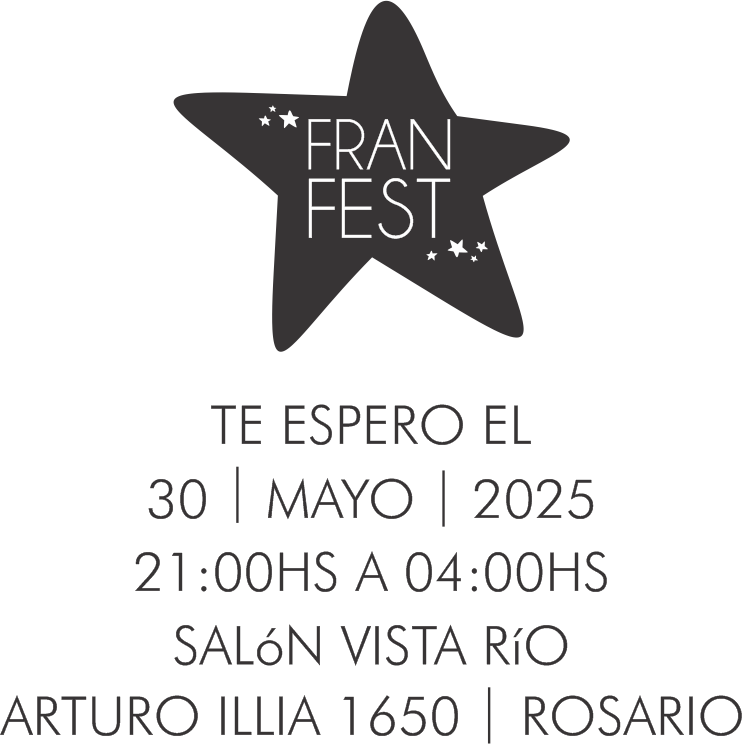 FRAN
FEST
TE ESPERO EL
30 | MAYO | 2025
21:00HS A 04:00HS
SALóN VISTA RíO
ARTURO ILLIA 1650 | ROSARIO